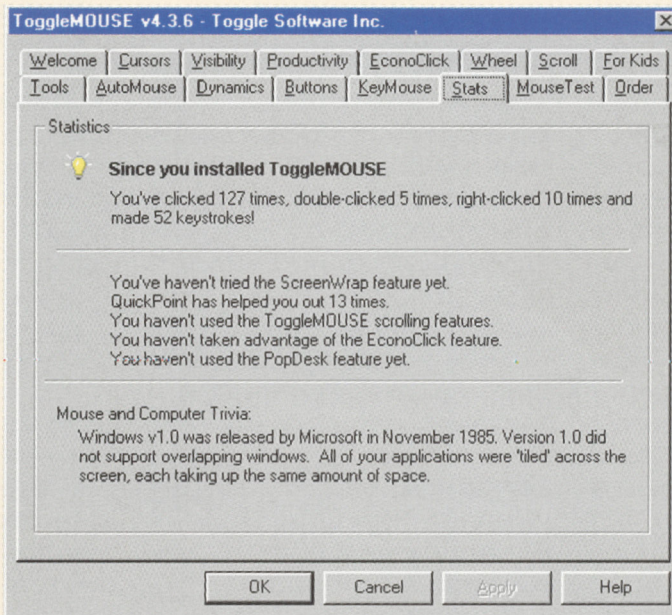 ToggleMOUSE v4.3.6 - Toggle Software Inc.
Welcome Cursors Visibility Productivity EconoClick Wheel Scroll For Kids
Tools AutoMouse Dynamics Buttons KeyMouse Stats MouseTest Order
Statistics
Since you installed ToggleMOUSE
You've clicked 127 times, double-clicked 5 times, right-clicked 10 times and
made 52 keystrokes!
You've haven't tried the ScreenWrap feature yet.
QuickPoint has helped you out 13 times.
You haven't used the ToggleMOUSE scrolling features.
You haven't taken advantage of the EconoClick feature.
You haven't used the PopDesk feature yet.
Mouse and Computer Trivia:
Windows v1.0 was released by Microsoft in November 1985. Version 1.0 did
not support overlapping windows. All of your applications were 'tiled' across the
screen, each taking up the same amount of space.
OK Cancel Apply Help